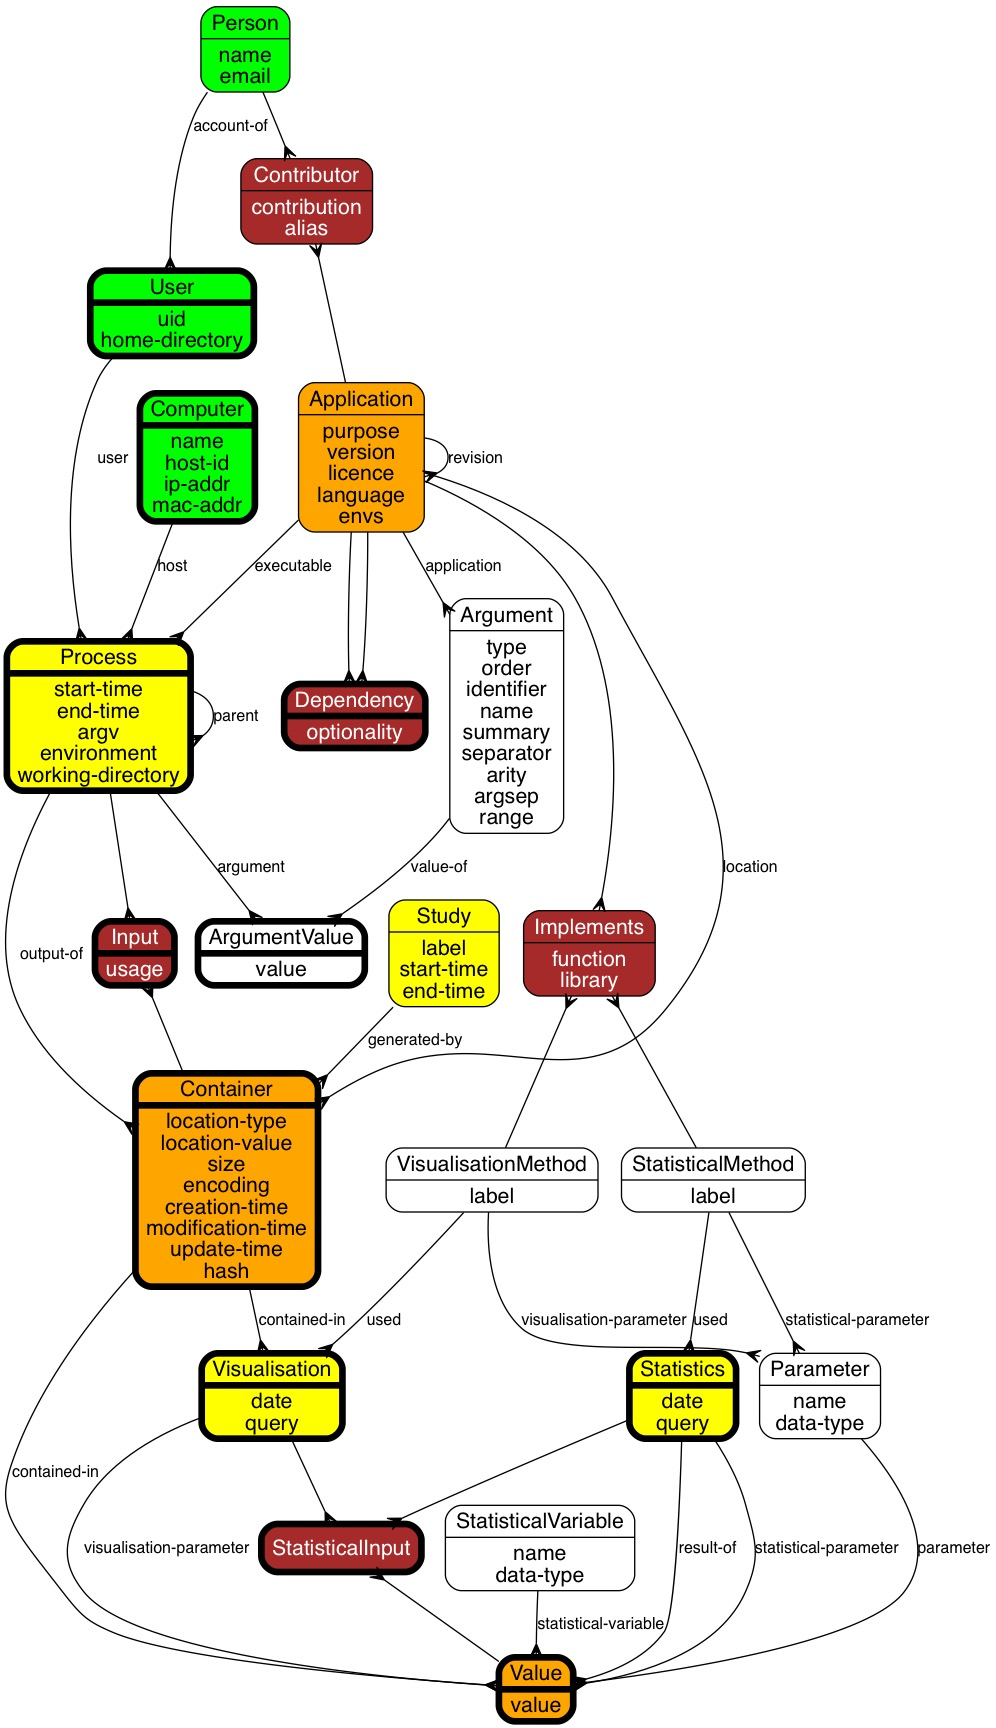 Person
name
email
account-of
Contributor
contribution
alias
User
uid
home-directory
Computer
name
host-id
ip-addr
mac-addr
user
Application
purpose
version
licence
language
envs
revision
host
executable
application
Argument
type
order
identifier
name
summary
separator
arity
argsep
range
Process
start-time
end-time
argv
environment
working-directory
parent
Dependency
optionality
argument
value-of
location
output-of
Input
usage
ArgumentValue
value
Study
label
start-time
end-time
Implements
function
library
generated-by
Container
location-type
location-value
size
encoding
creation-time
modification-time
update-time
hash
VisualisationMethod
label
StatisticalMethod
label
contained-in
used
visualisation-parameter
used
statistical-parameter
Visualisation
date
query
Statistics
date
query
Parameter
name
data-type
contained-in
visualisation-parameter
StatisticalInput
StatisticalVariable
name
data-type
result-of
statistical-parameter
parameter
statistical-variable
Value
value